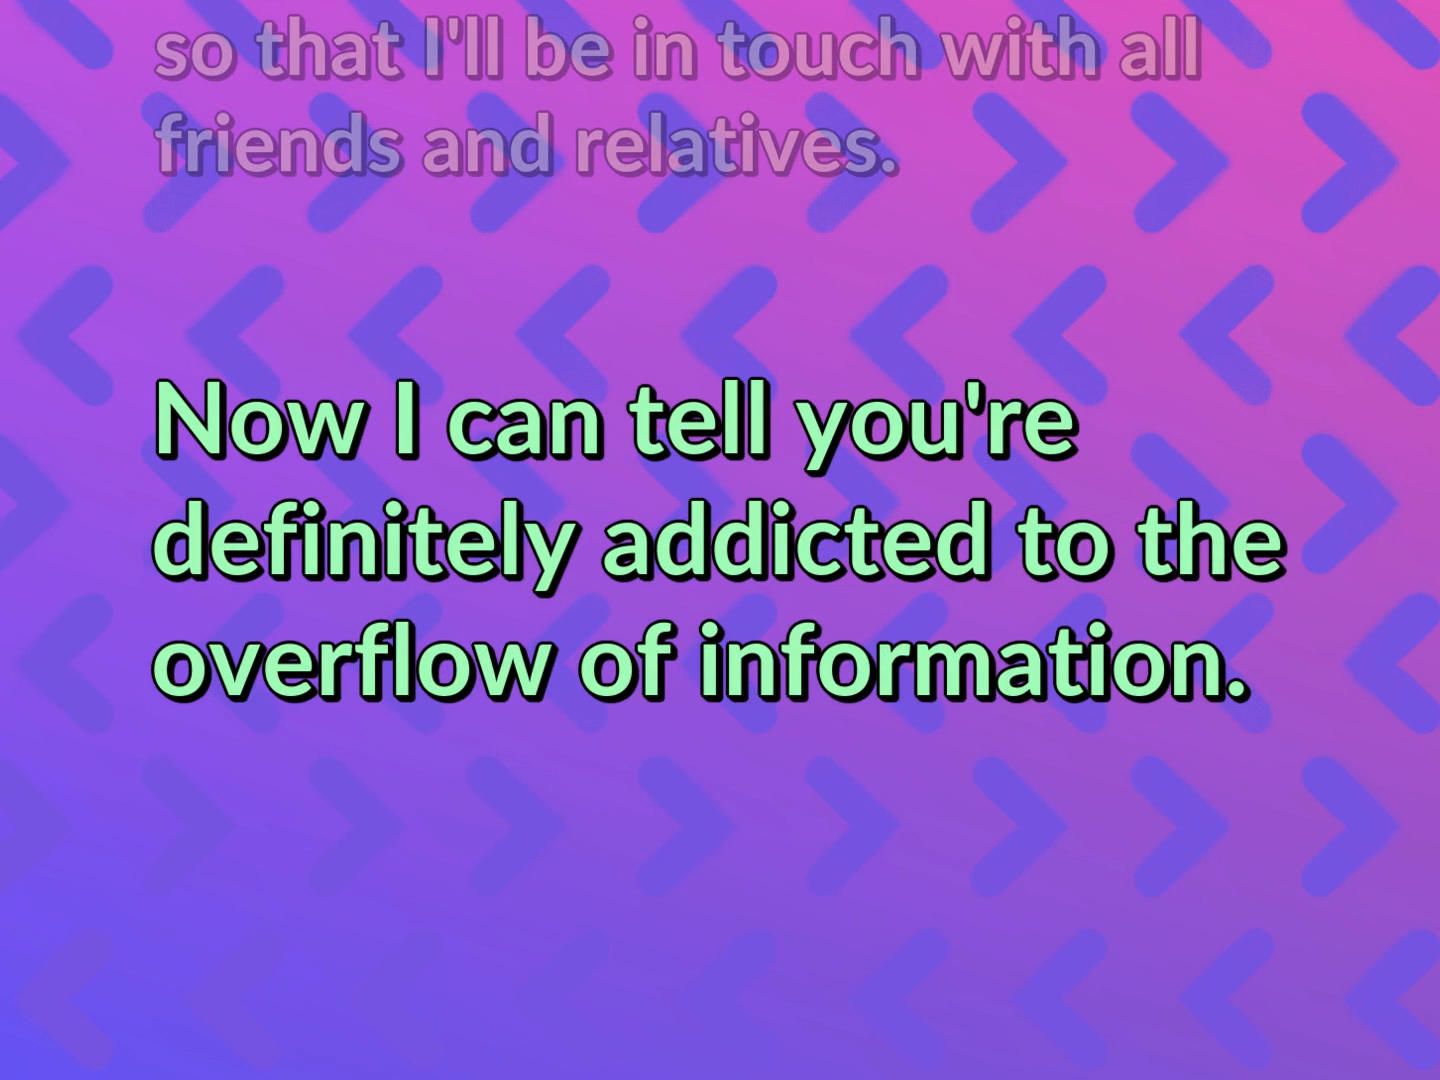 so that I'll be in touch with all
friends and relatives.
Now I can tell you're
definitely addicted to the
overflow of information.